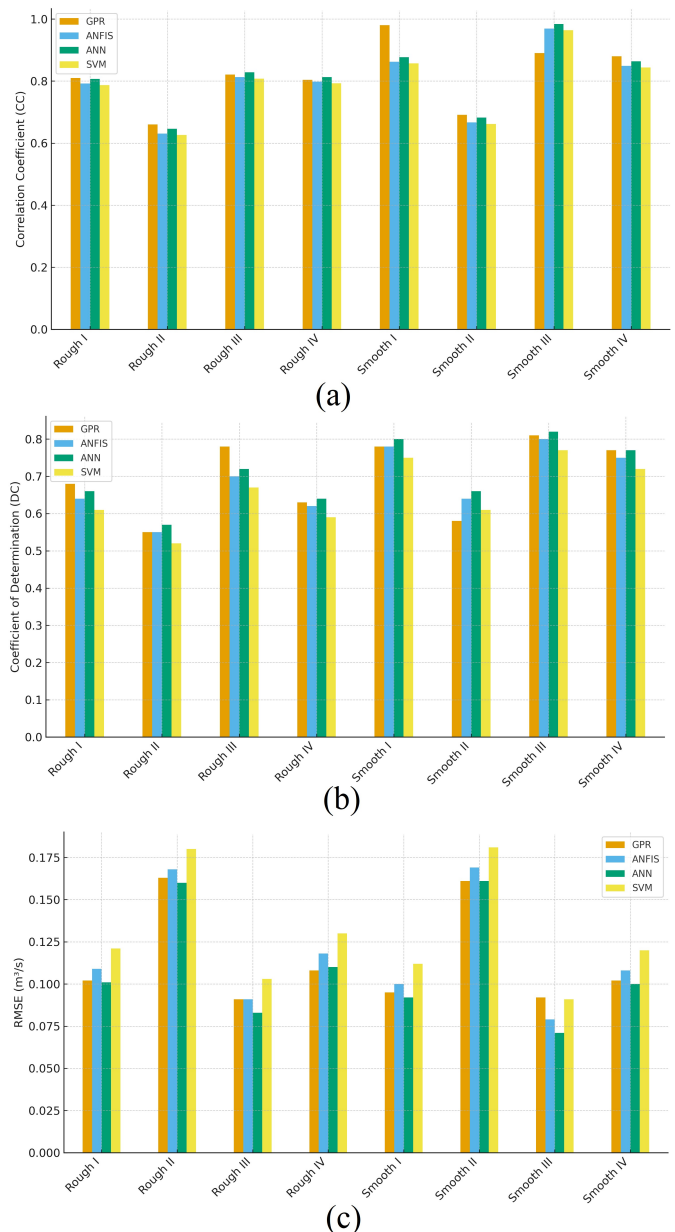 1.0
0.8
0.6
0.4
0.2
0.0
Correlation Coefficient (CC)
GPR
ANFIS
ANN
SVM
Rough I
Rough II
Rough III
Rough IV
Smooth I
Smooth II
Smooth III
Smooth IV
(a)
0.8
0.7
0.6
0.5
0.4
0.3
0.2
0.1
0.0
Coefficient of Determination (DC)
GPR
ANFIS
ANN
SVM
Rough I
Rough II
Rough III
Rough IV
Smooth I
Smooth II
Smooth III
Smooth IV
(b)
0.175
0.150
0.125
0.100
0.075
0.050
0.025
0.000
RMSE (m³/s)
GPR
ANFIS
ANN
SVM
Rough I
Rough II
Rough III
Rough IV
Smooth I
Smooth II
Smooth III
Smooth IV
(c)